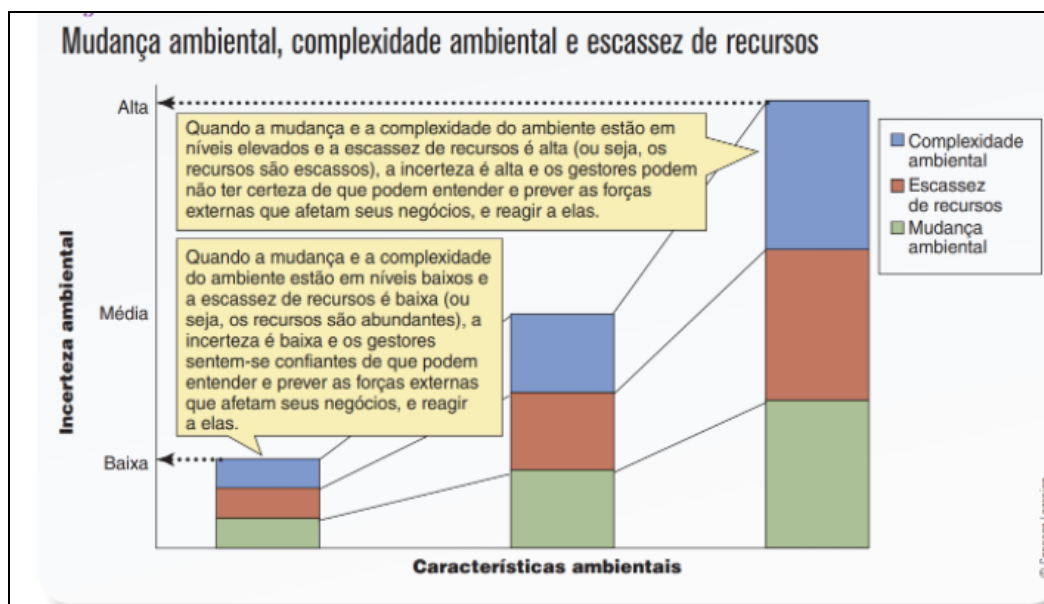 Mudança ambiental, complexidade ambiental e escassez de recursos
Alta
Quando a mudança e a complexidade do ambiente estão em
níveis elevados e a escassez de recursos é alta (ou seja, os
recursos são escassos), a incerteza é alta e os gestores podem
não ter certeza de que podem entender e prever as forças
externas que afetam seus negócios, e reagir a elas.
Complexidade
ambiental
Escassez
de recursos
Mudança
ambiental
Quando a mudança e a complexidade
do ambiente estão em níveis baixos e
a escassez de recursos é baixa (ou
seja, os recursos são abundantes), a
incerteza é baixa e os gestores
sentem-se confiantes de que podem
entender e prever as forças externas
que afetam seus negócios, e reagir
a elas.
Incerteza ambiental
Média
Baixa
Características ambientais